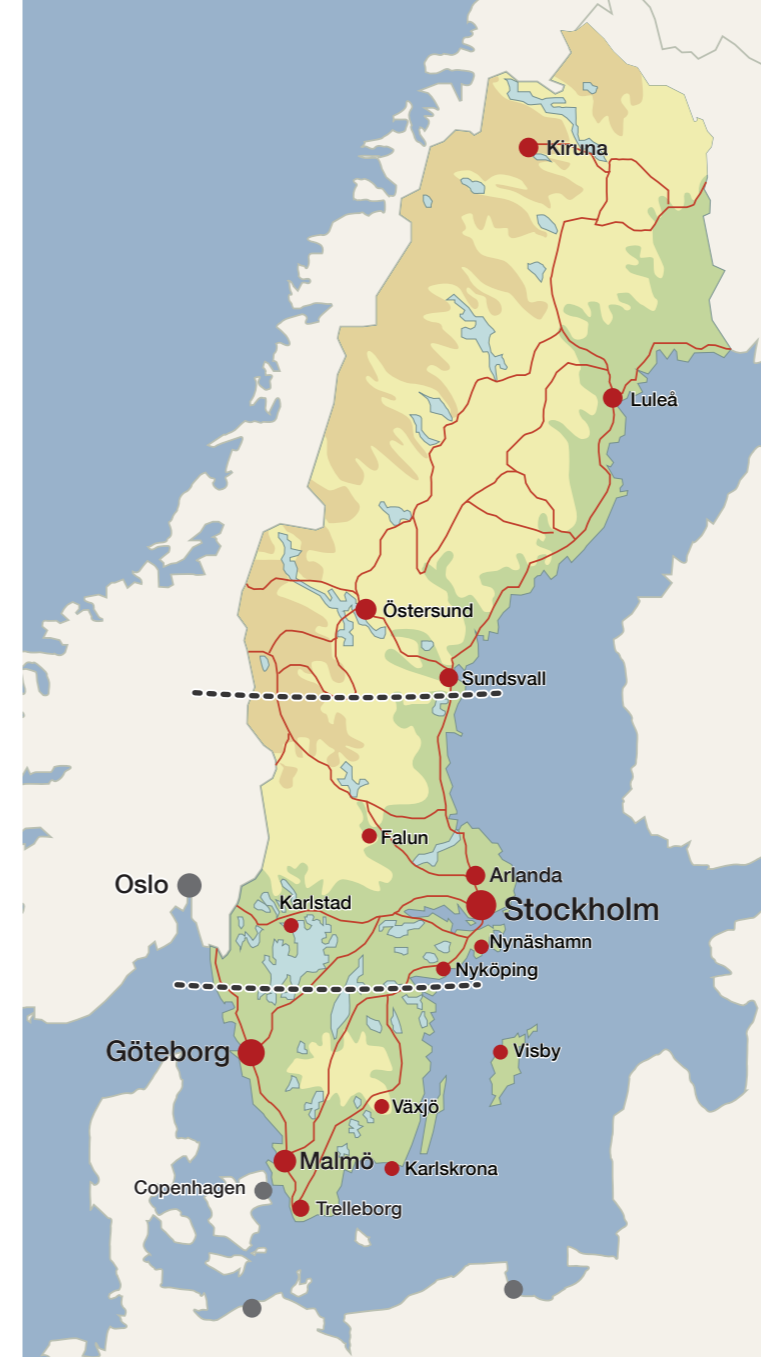 Kiruna
Luleå
Östersund
Sundsvall
Falun
Arlanda
Oslo
Karlstad
Stockholm
Nynäshamn
Nyköping
Göteborg
Visby
Växjö
Malmö
Karlskrona
Copenhagen
Trelleborg